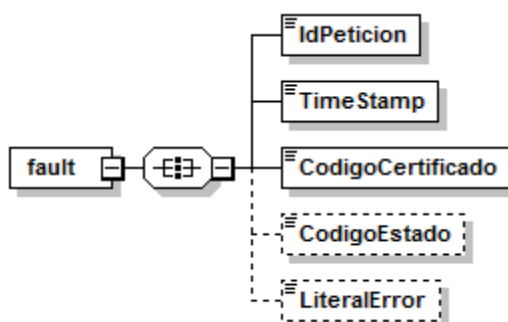 IdPeticion
TimeStamp
fault
CodigoCertificado
CodigoEstado
LiteralError